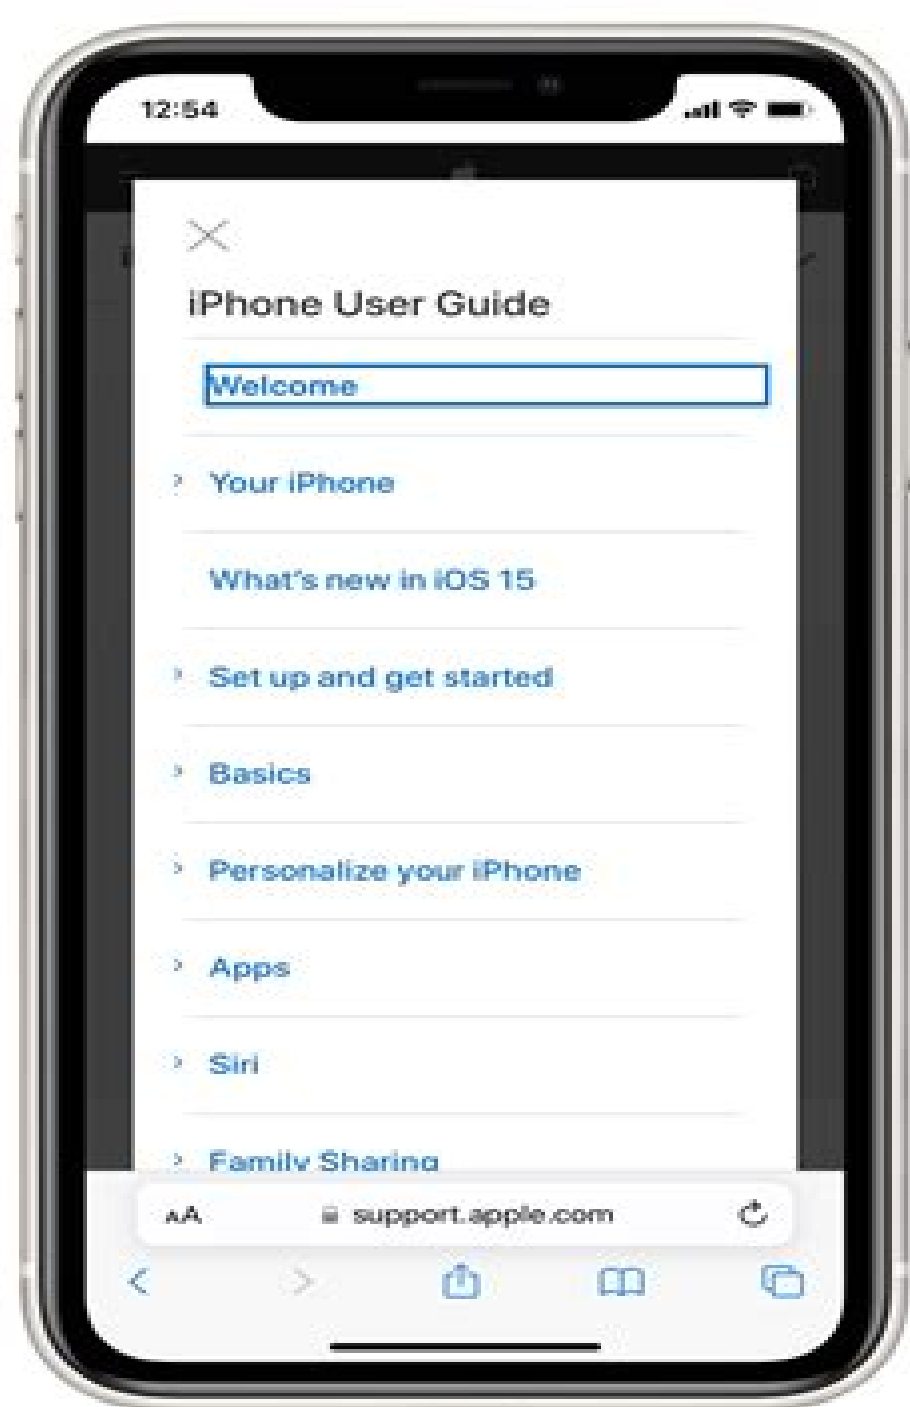 12:54
iPhone User Guide
Welcome
Your iPhone
What's new in iOS 15
Set up and get started
Basics
Personalize your iPhone
Apps
Siri
Family Sharing
AA support.apple.com